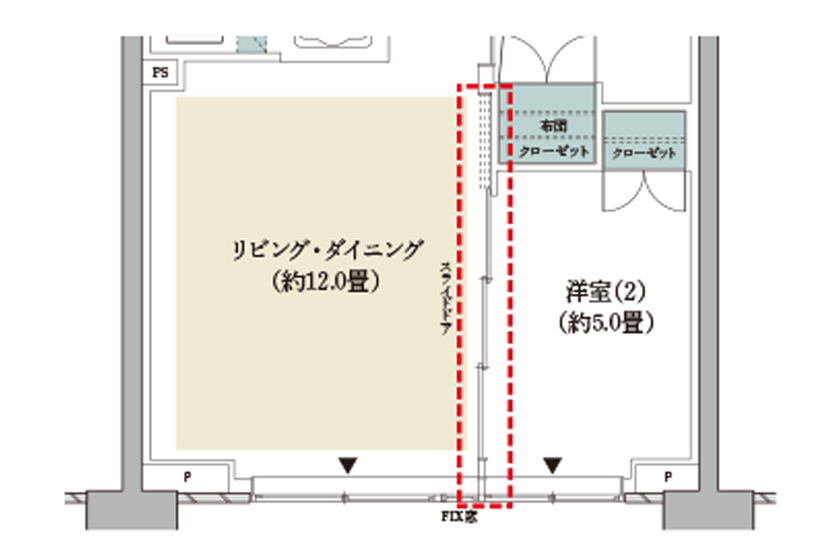 PS
布団
クローゼット
クローゼット
リビング・ダイニング
(約12.0畳)
スライドドア
洋室(2)
(約5.0畳)
P
P
FIX窓